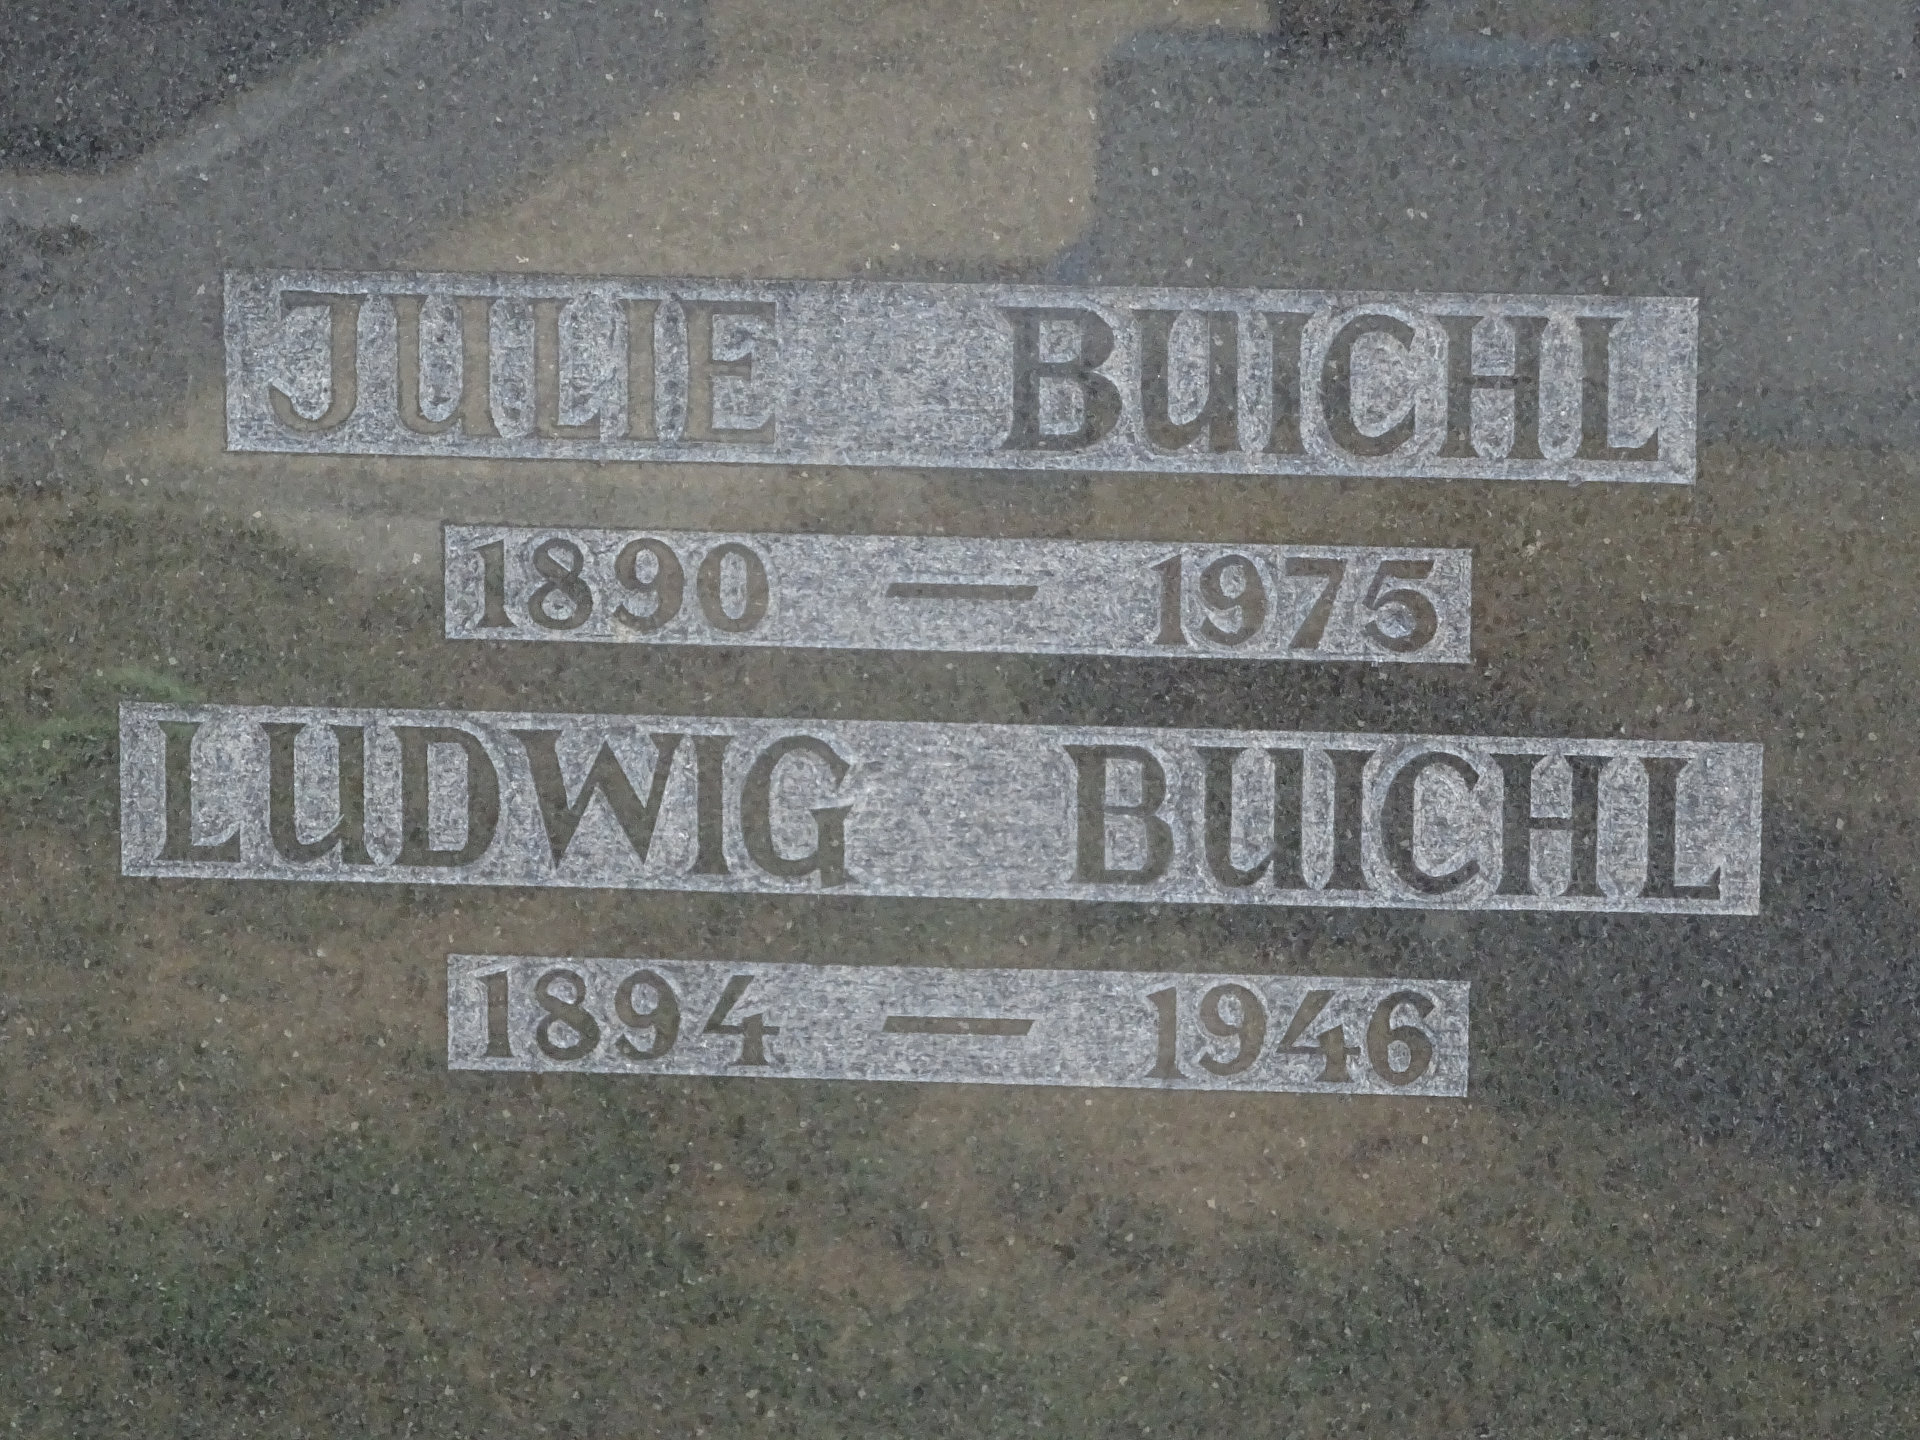 JULIE BUICHL
1890 — 1975
LUDWIG BUICHL
1894 — 1946